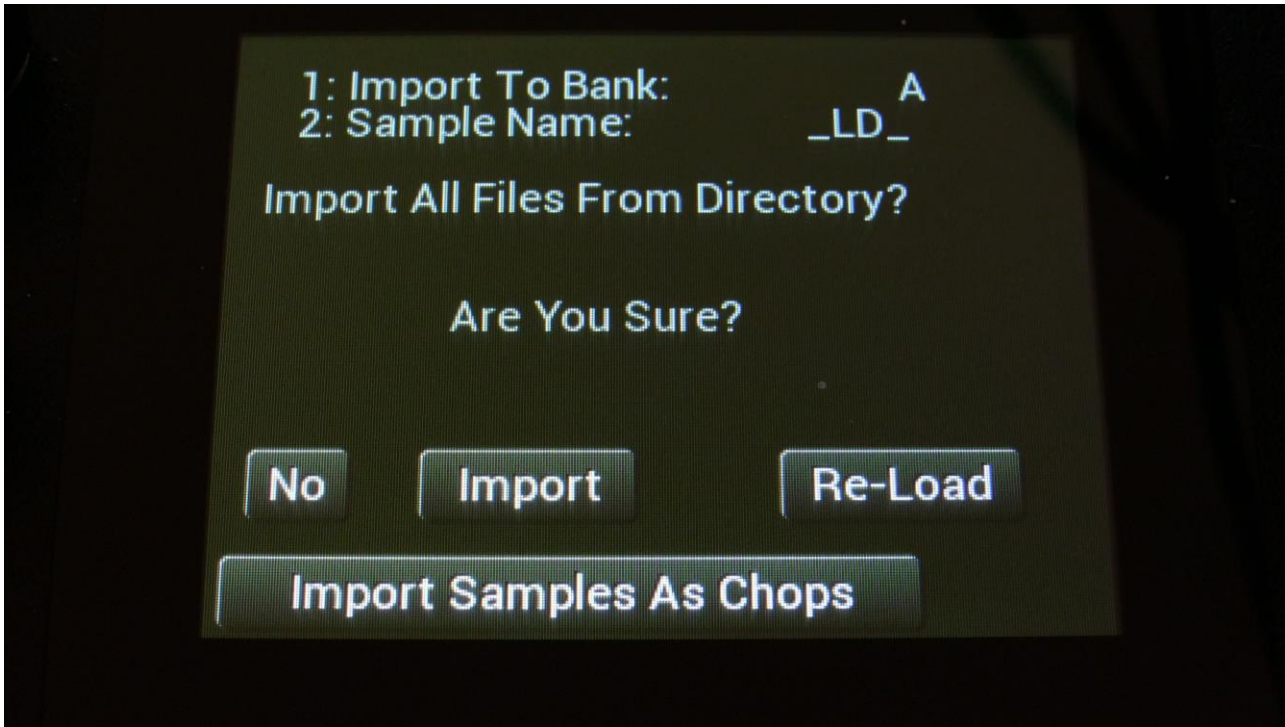 1: Import To Bank: A
2: Sample Name: _LD_
Import All Files From Directory?
Are You Sure?
No Import Re-Load
Import Samples As Chops